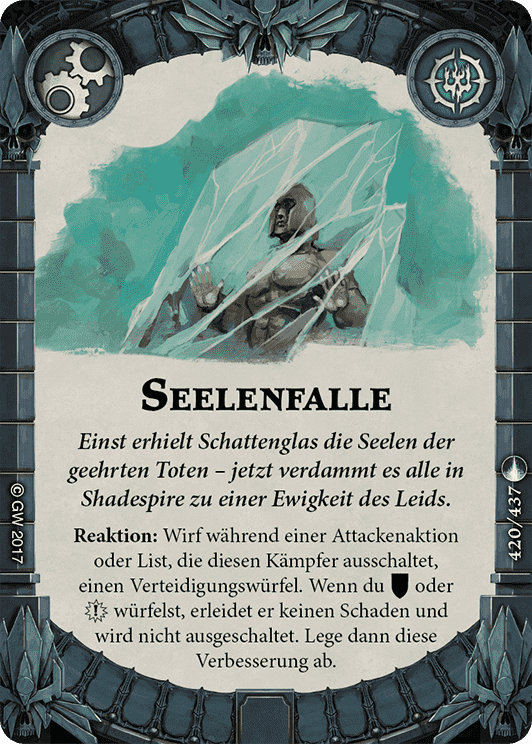 SEELENFALLE
Einst erhielt Schattenglas die Seelen der
geehrten Toten – jetzt verdammt es alle in
Shadespire zu einer Ewigkeit des Leids.
Reaktion: Wirf während einer Attackenaktion
oder List, die diesen Kämpfer ausschaltet,
einen Verteidigungswürfel. Wenn du oder
würfelst, erleidet er keinen Schaden und
wird nicht ausgeschaltet. Lege dann diese
Verbesserung ab.
© GW 2017
420/437